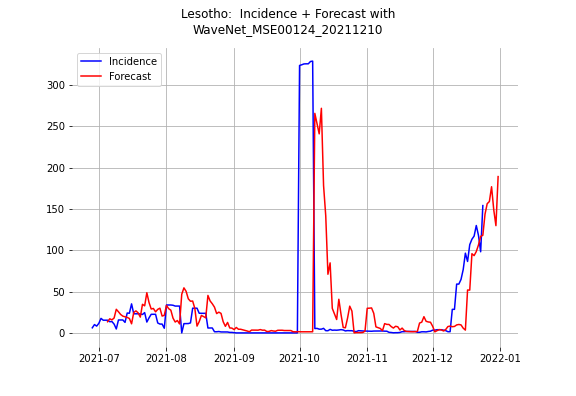 Lesotho:  Incidence + Forecast with
WaveNet_MSE00124_20211210
Incidence
Forecast
300
250
200
150
100
50
0
2021-07 2021-08 2021-09 2021-10 2021-11 2021-12 2022-01